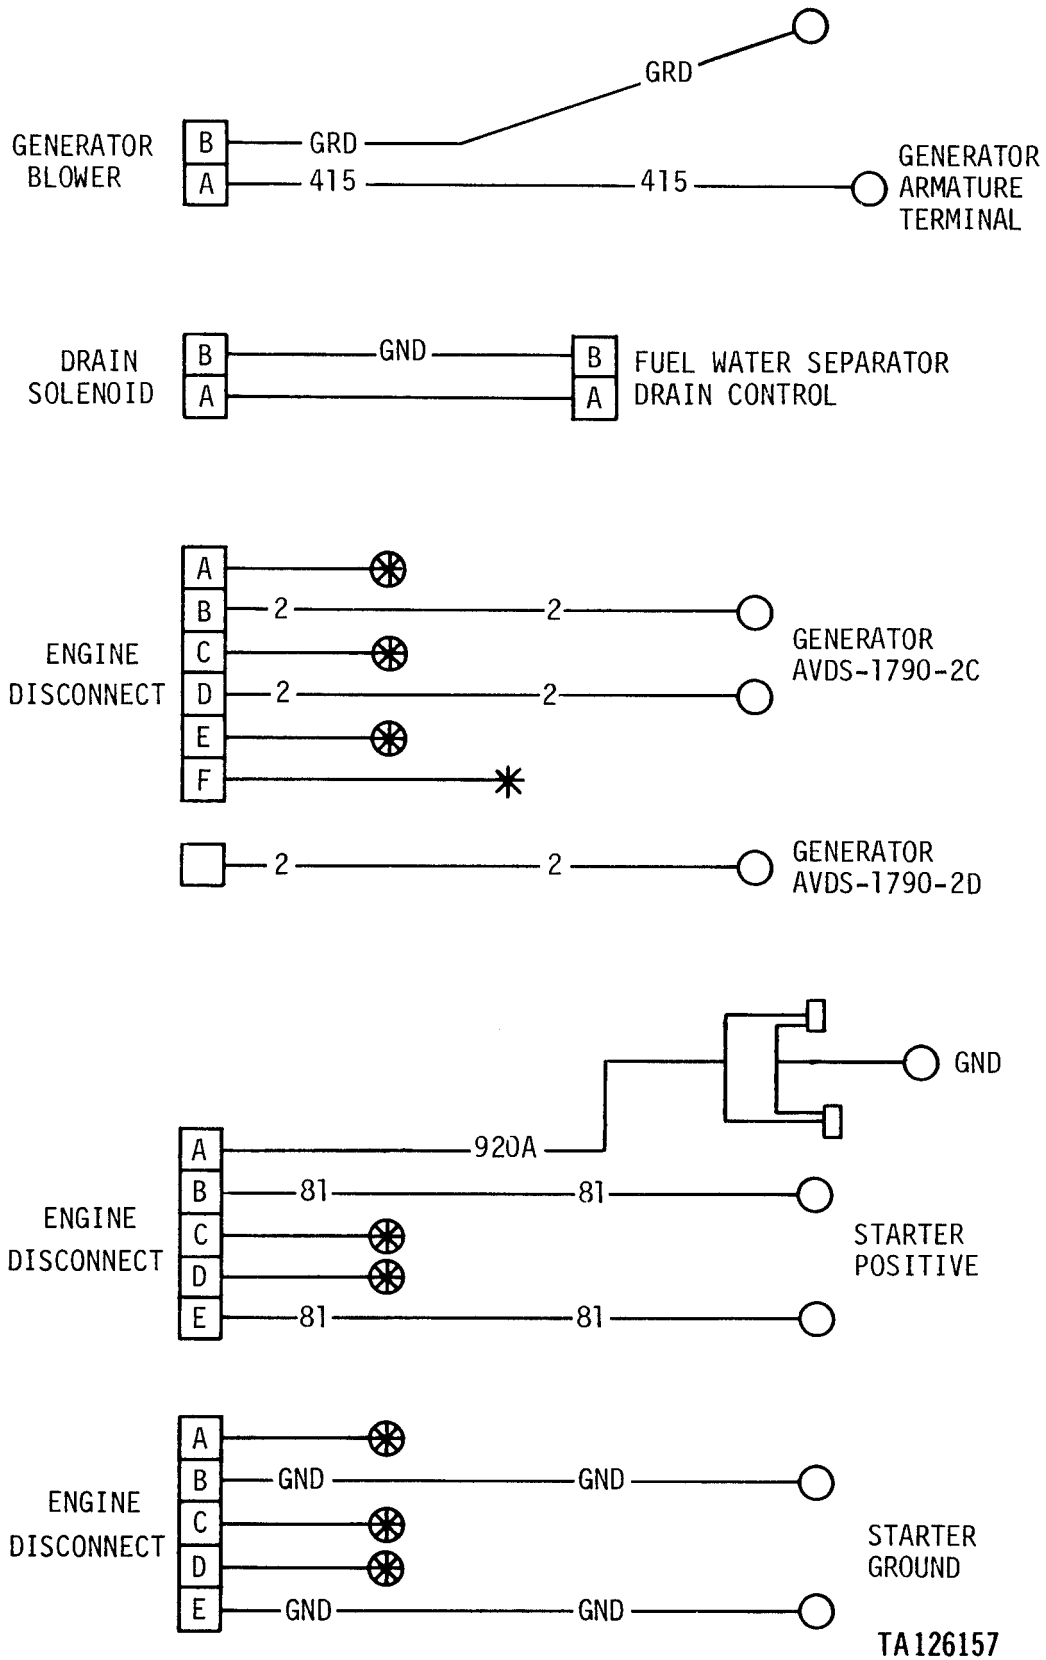 GRD
GENERATOR
BLOWER
B GRD
A 415 415
GENERATOR
ARMATURE
TERMINAL
DRAIN
SOLENOID
B GND B
A A
FUEL WATER SEPARATOR
DRAIN CONTROL
ENGINE
DISCONNECT
A
B 2 2
C
D 2 2
E
F
GENERATOR
AVDS-1790-2C
2 2
GENERATOR
AVDS-1790-2D
GND
ENGINE
DISCONNECT
A 920A
B 81 81
C
D
E 81 81
STARTER
POSITIVE
ENGINE
DISCONNECT
A
B GND GND
C
D
E GND GND
STARTER
GROUND
TA126157